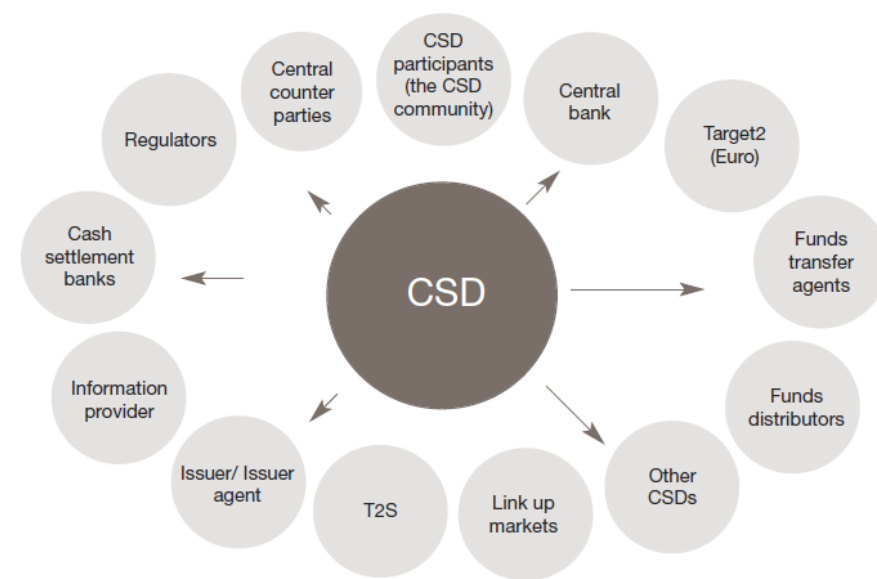 CSD
participants
(the CSD
community)
Central
counter
parties
Central
bank
Regulators
Target2
(Euro)
Cash
settlement
banks
Funds
transfer
agents
CSD
Information
provider
Funds
distributors
Issuer/ Issuer
agent
T2S
Link up
markets
Other
CSDs